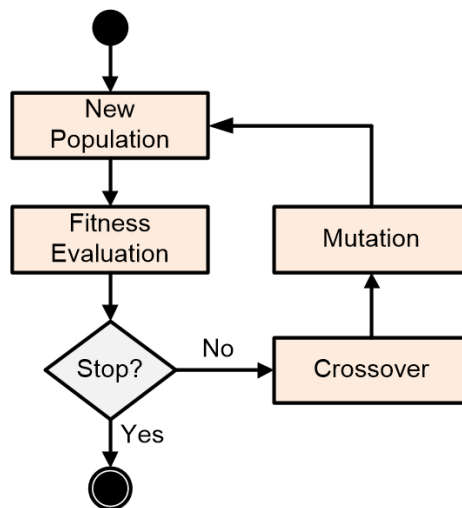 New
Population
Fitness
Evaluation
Mutation
Stop?
No
Crossover
Yes